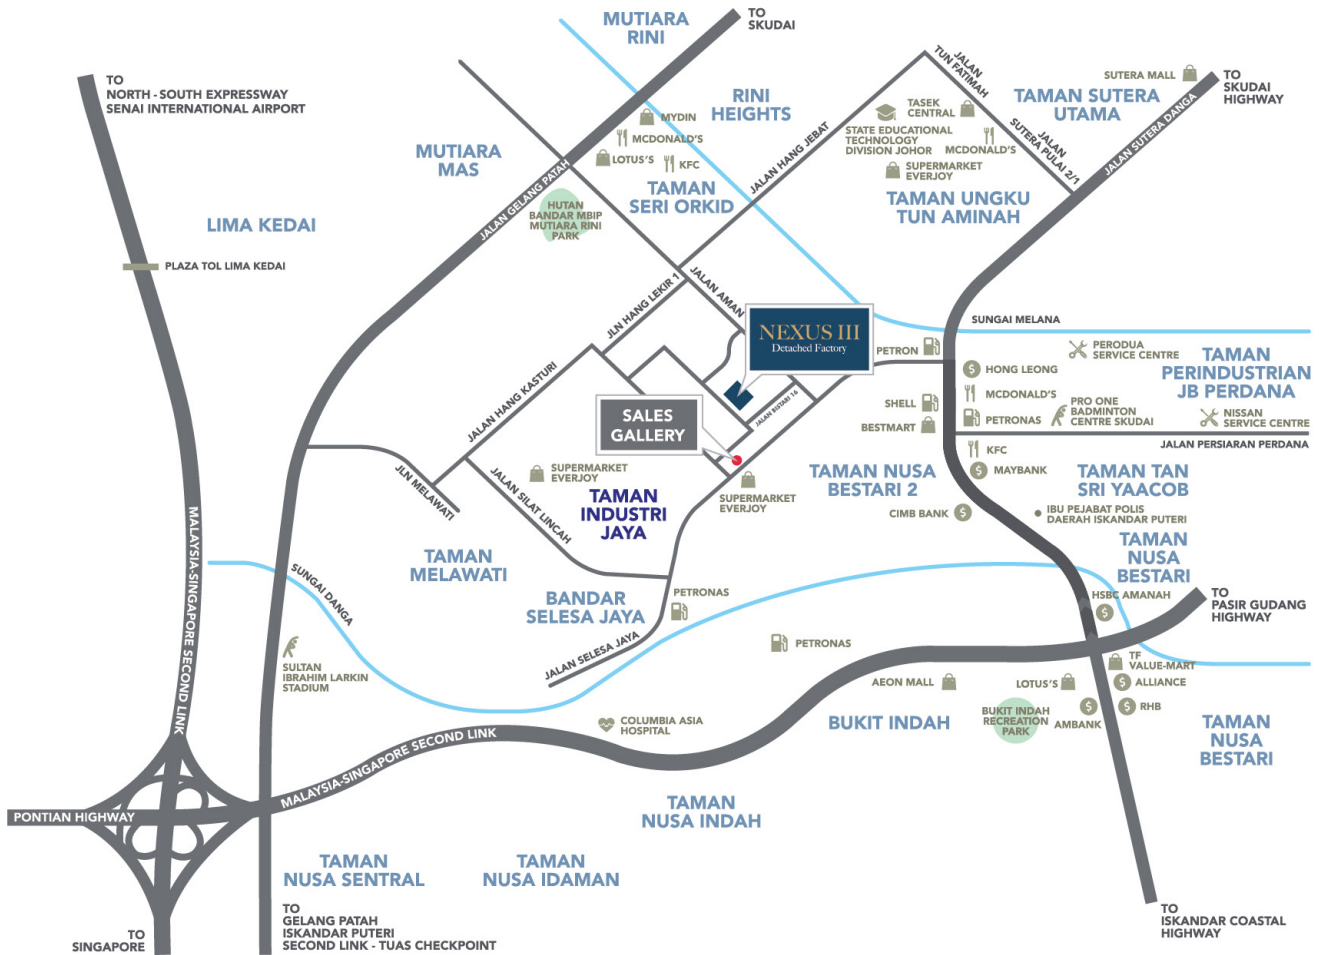 MUTIARA
RINI
TO
SKUDAI
TO
NORTH - SOUTH EXPRESSWAY
SENAI INTERNATIONAL AIRPORT
RINI
HEIGHTS
JALAN
TUN FATIMAH
SUTERA MALL
TO
SKUDAI
HIGHWAY
TAMAN SUTERA
UTAMA
MYDIN
MCDONALD'S
LOTUS'S
KFC
TASEK
CENTRAL
STATE EDUCATIONAL
TECHNOLOGY
DIVISION JOHOR
MCDONALD'S
SUPERMARKET
EVERJOY
JALAN
SUTERA PULAI 2/1
JALAN SUTERA DANGA
MUTIARA
MAS
TAMAN
SERI ORKID
JALAN HANG JEBAT
TAMAN UNGKU
TUN AMINAH
JALAN GELANG PATAH
HUTAN
BANDAR MBIP
MUTIARA RINI
PARK
LIMA KEDAI
PLAZA TOL LIMA KEDAI
JLN HANG LEKIR 1
JALAN AMAN
NEXUS III
Detached Factory
SUNGAI MELANA
PETRON
PERODUA
SERVICE CENTRE
TAMAN
PERINDUSTRIAN
JB PERDANA
HONG LEONG
MCDONALD'S
JALAN HANG KASTURI
SALES
GALLERY
JALAN BISTARI 16
SHELL
BESTMART
PETRONAS
PRO ONE
BADMINTON
CENTRE SKUDAI
NISSAN
SERVICE CENTRE
JALAN PERSIARAN PERDANA
KFC
MAYBANK
JLN MELAWATI
JALAN SILAT LINCAH
SUPERMARKET
EVERJOY
TAMAN
INDUSTRI
JAYA
SUPERMARKET
EVERJOY
TAMAN NUSA
BESTARI 2
CIMB BANK
TAMAN TAN
SRI YAACOB
IBU PEJABAT POLIS
DAERAH ISKANDAR PUTERI
TAMAN
NUSA
BESTARI
MALAYSIA-SINGAPORE SECOND LINK
SUNGAI DANGA
TAMAN
MELAWATI
BANDAR
SELESA JAYA
PETRONAS
HSBC AMANAH
TO
PASIR GUDANG
HIGHWAY
JALAN SELESA JAYA
PETRONAS
SULTAN
IBRAHIM LARKIN
STADIUM
TF
VALUE-MART
AEON MALL
LOTUS'S
ALLIANCE
BUKIT INDAH
RECREATION
PARK
AMBANK
RHB
COLUMBIA ASIA
HOSPITAL
BUKIT INDAH
TAMAN
NUSA
BESTARI
MALAYSIA-SINGAPORE SECOND LINK
PONTIAN HIGHWAY
TAMAN
NUSA INDAH
TAMAN
NUSA SENTRAL
TAMAN
NUSA IDAMAN
TO
SINGAPORE
TO
GELANG PATAH
ISKANDAR PUTERI
SECOND LINK - TUAS CHECKPOINT
TO
ISKANDAR COASTAL
HIGHWAY